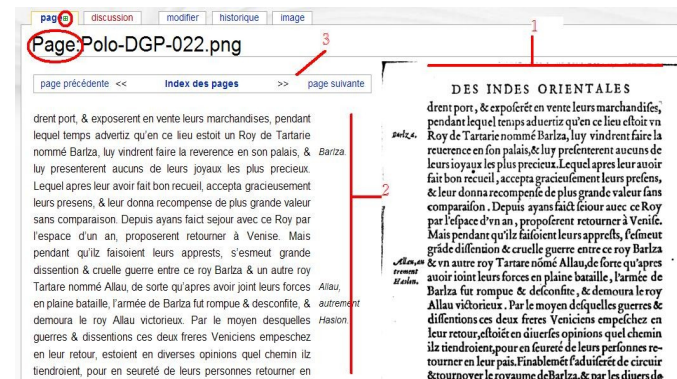 page
discussion
modifier
historique
image
Page:Polo-DGP-022.png
3
1
page précédente <<
Index des pages
>>
page suivante
drent port, & exposerent en vente leurs marchandises, pendant
lequel temps advertiz qu'en ce lieu estoit un Roy de Tartarie
nommé Barlza, luy vindrent faire la reverence en son palais, & Barlza.
luy presenterent aucuns de leurs joyaux les plus precieux.
Lequel apres leur avoir fait bon recueil, accepta gracieusement
leurs presens, & leur donna recompense de plus grande valeur
sans comparaison. Depuis ayans faict sejour avec ce Roy par
l'espace d'un an, proposerent retourner à Venise. Mais
pendant qu'ilz faisoient leurs apprests, s'esmeut grande
dissention & cruelle guerre entre ce roy Barlza & un autre roy
Tartare nommé Allau, de sorte qu'apres avoir joint leurs forces Allau,
en plaine bataille, l'armée de Barlza fut rompue & desconfite, & autrement
demoura le roy Allau victorieux. Par le moyen desquelles Haslon.
guerres & dissentions ces deux freres Veniciens empeschez
en leur retour, estoient en diverses opinions quel chemin ilz
tiendroient, pour en seureté de leurs personnes retourner en
2
DES INDES ORIENTALES
drent port, & exposerēt en vente leurs marchandises,
pendant lequel temps aduertiz qu'en ce lieu estoit vn
Barlza. Roy de Tartarie nommé Barlza, luy vindrent faire la
reuerence en son palais,& luy presenterent aucuns de
leurs ioyaux les plus precieux.Lequel apres leur auoir
fait bon recueil, accepta gracieusement leurs presens,
& leur donna recompense de plus grande valeur sans
comparaison . Depuis ayans faict seiour auec ce Roy
par l'espace d'vn an, proposerent retourner à Venise.
Mais pendant qu'ilz faisoient leurs apprests, s'esmeut
grāde dissention & cruelle guerre entre ce roy Barlza
Allau,au & vn autre roy Tartare nōmé Allau,de sorte qu'apres
trement auoir ioint leurs forces en plaine bataille, l'armée de
Haslon. Barlza fut rompue & desconfite, & demoura le roy
Allau victorieux . Par le moyen desquelles guerres &
dissentions ces deux freres Veniciens empeschez en
leur retour,estoiēt en diuerses opinions quel chemin
ilz tiendroient,pour en seureté de leurs personnes re-
tourner en leur pais.Finablemēt s'aduiserēt de circuir
&tournoyer le royaume deBarlza,& par les diuers de-